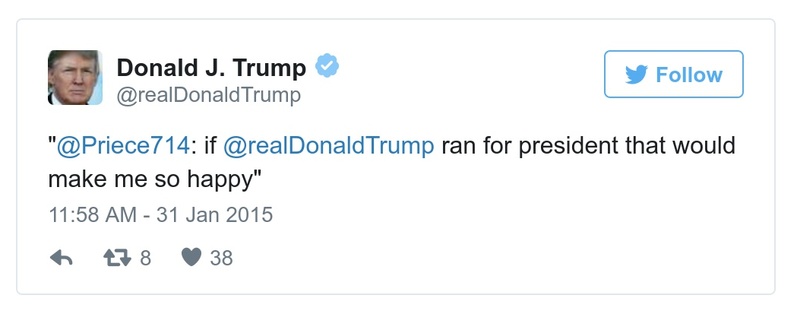 Donald J. Trump
@realDonaldTrump
Follow
"@Priece714: if @realDonaldTrump ran for president that would
make me so happy"
11:58 AM - 31 Jan 2015
8 38